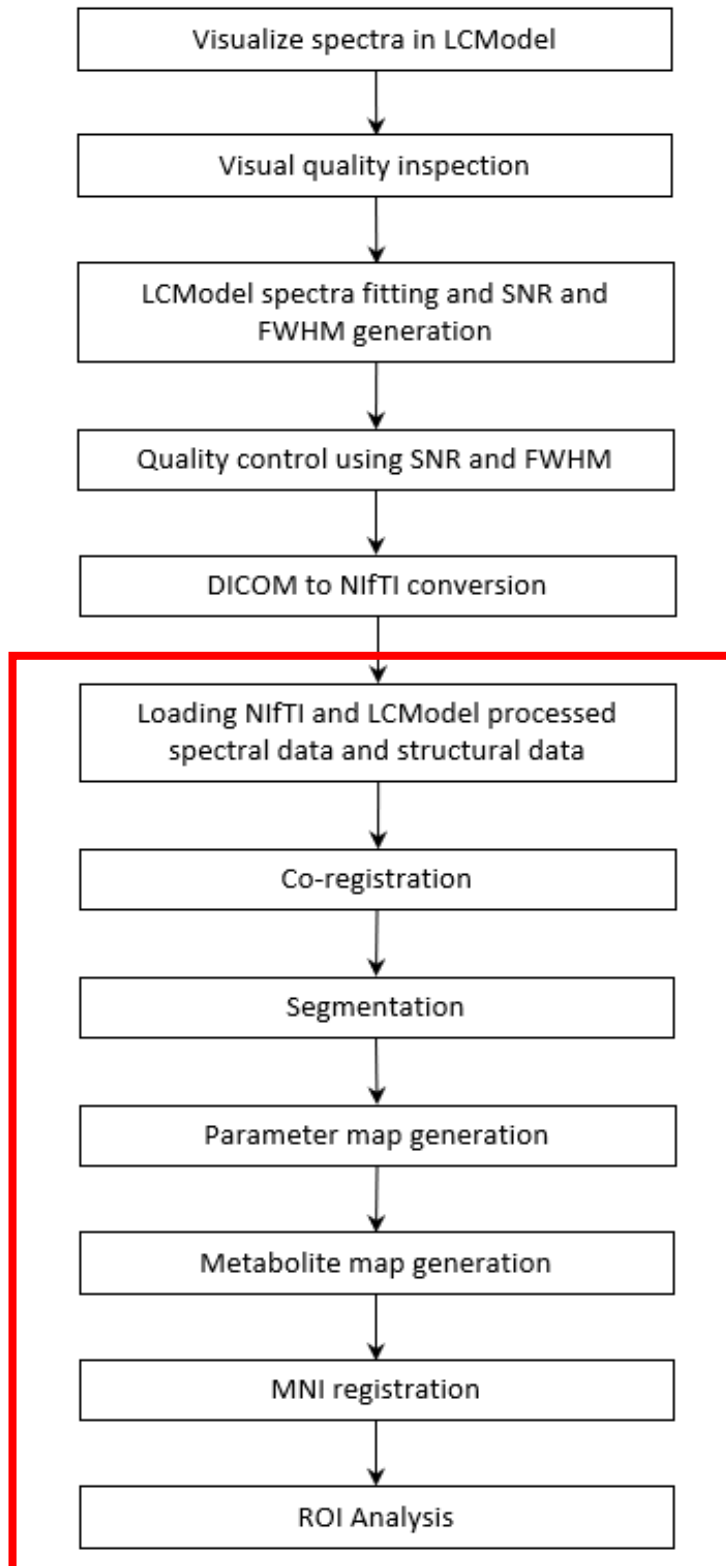 Visualize spectra in LCModel
Visual quality inspection
LCModel spectra fitting and SNR and
FWHM generation
Quality control using SNR and FWHM
DICOM to NIfTI conversion
Loading NIfTI and LCModel processed
spectral data and structural data
Co-registration
Segmentation
Parameter map generation
Metabolite map generation
MNI registration
ROI Analysis